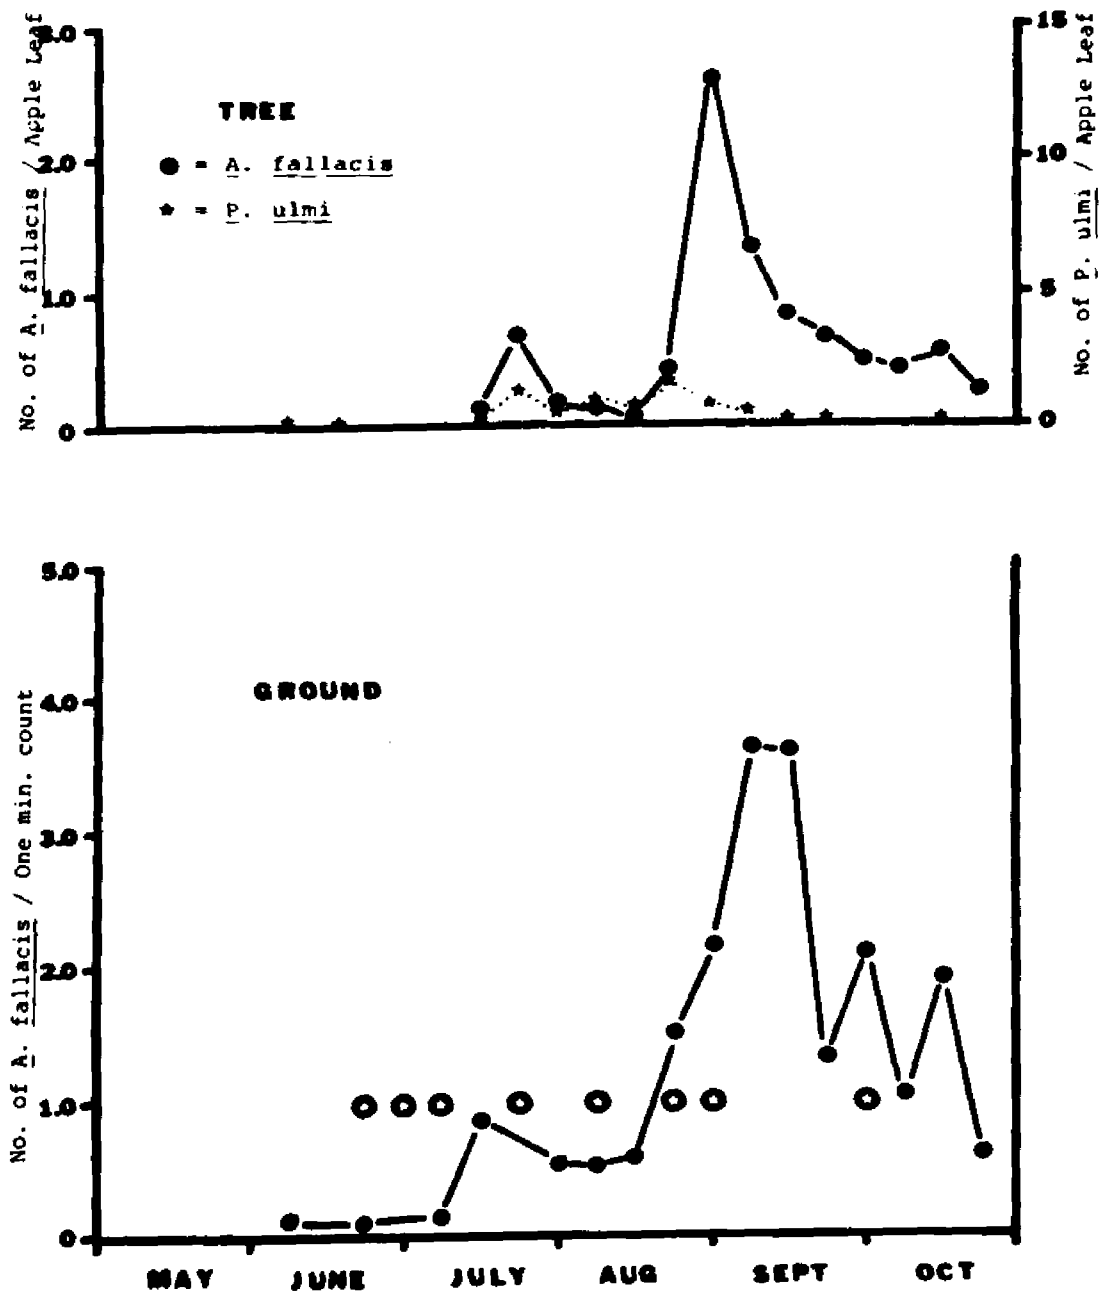 No. of A. fallacis / Apple Leaf
3.0
2.0
1.0
0
TREE
● = A. fallacis
★ = P. ulmi
15
10
5
0
No. of P. ulmi / Apple Leaf
No. of A. fallacis / One min. count
5.0
4.0
3.0
2.0
1.0
0
GROUND
MAY JUNE JULY AUG SEPT OCT